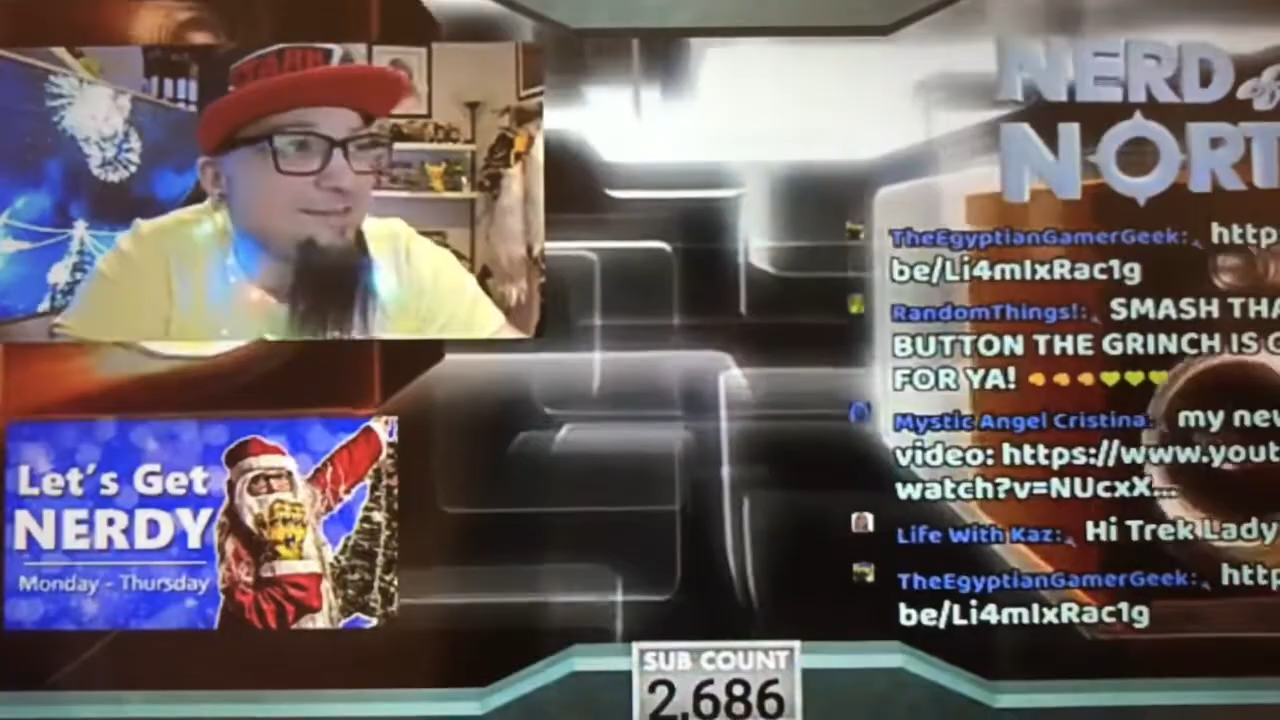 NERD
NORT
TheEgyptianGamerGeek: http
be/Li4mIxRac1g
RandomThings!: SMASH THA
BUTTON THE GRINCH IS G
FOR YA!
Mystic Angel Cristina: my new
video: https://www.yout
watch?v=NUcxX...
Life With Kaz: Hi Trek Lady
TheEgyptianGamerGeek: http
be/Li4mIxRac1g
Let's Get
NERDY
Monday - Thursday
SUB COUNT
2,686